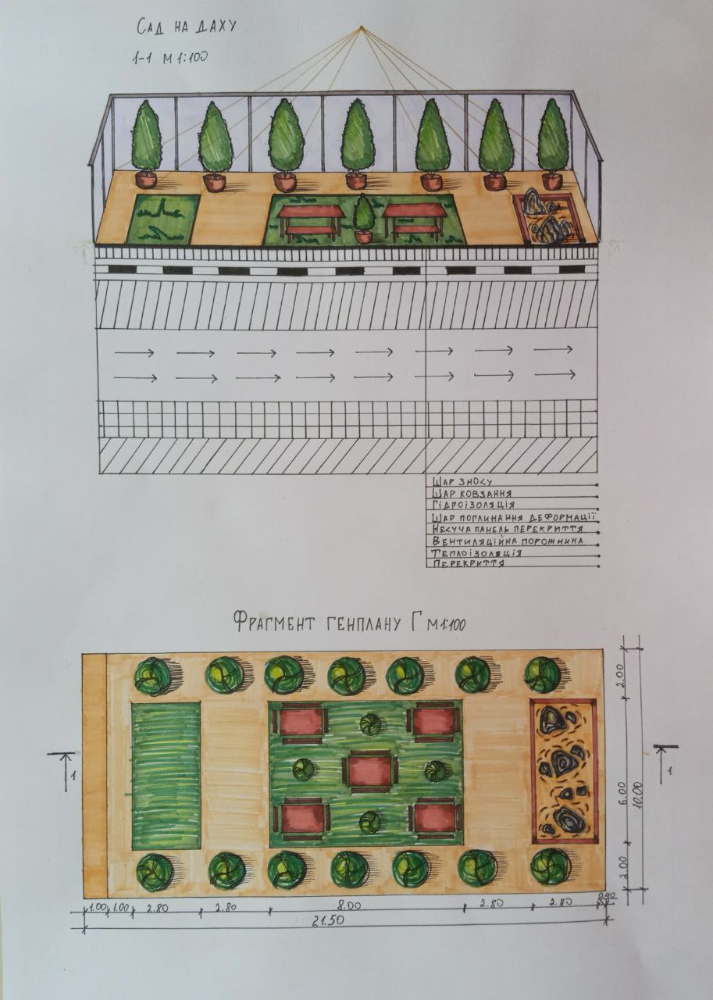 Сад на даху
1-1 М 1:100
Шар зносу
Шар ковзання
Гідроізоляція
Шар поглинання деформації
Несуча панель перекриття
Вентиляційна порожнина
Теплоізоляція
Перекриття
Фрагмент генплану Г м1:100
2.00
6.00
10.00
2.00
1
1
1.00 1.00 2.80 2.80 8.00 2.80 2.80 0.40
21.50